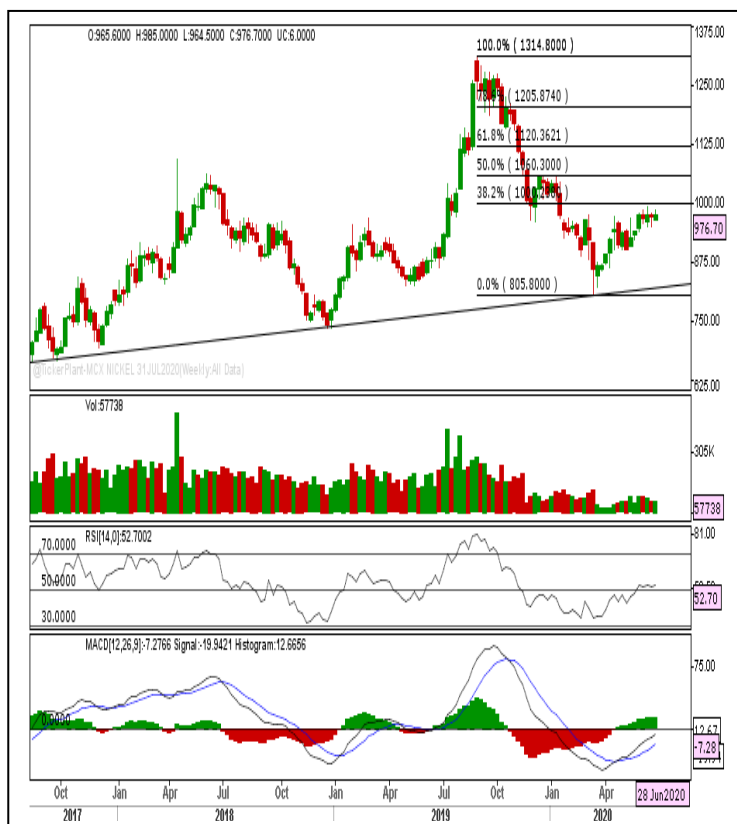 O:965.6000 H:985.0000 L:964.5000 C:976.7000 UC:6.0000
1375.00
100.0% ( 1314.8000 )
1250.00
78.6% ( 1205.8740 )
1125.00
61.8% ( 1120.3621 )
50.0% ( 1060.3000 )
38.2% (
1000.00
976.70
875.00
0.0% ( 805.8000 )
750.00
@TickerPlant-MCX NICKEL 31JUL2020(Weekly:All Data)
625.00
Vol:57738
305K
57738
RSI[14,0]:52.7002
81.00
70.0000
50.0000
52.70
30.0000
MACD[12,26,9]:-7.2766 Signal:-19.9421 Histogram:12.6656
75.00
0.0000
12.67
-7.28
Oct Jan Apr Jul Oct Jan Apr Jul Oct Jan Apr 28 Jun2020
2017 2018 2019 2020